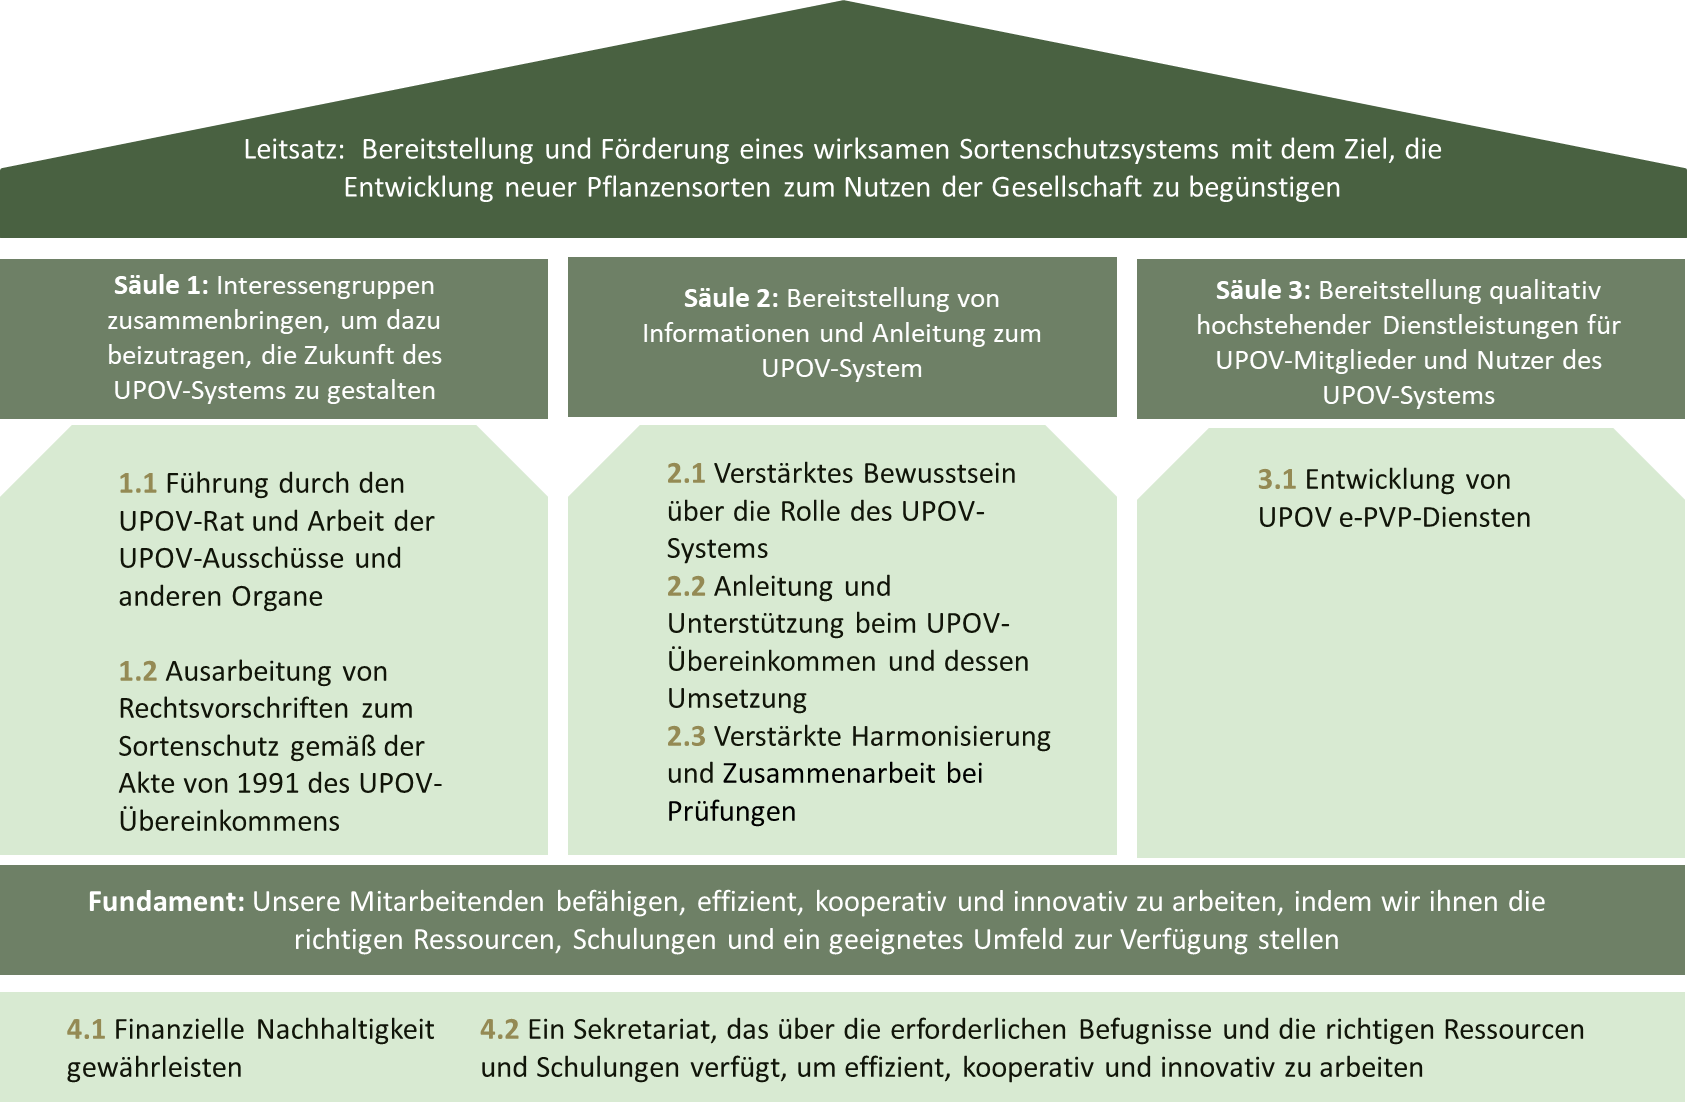 Leitsatz: Bereitstellung und Förderung eines wirksamen Sortenschutzsystems mit dem Ziel, die
Entwicklung neuer Pflanzensorten zum Nutzen der Gesellschaft zu begünstigen
Säule 1: Interessengruppen
zusammenbringen, um dazu
beizutragen, die Zukunft des
UPOV-Systems zu gestalten
Säule 2: Bereitstellung von
Informationen und Anleitung zum
UPOV-System
Säule 3: Bereitstellung qualitativ
hochstehender Dienstleistungen für
UPOV-Mitglieder und Nutzer des
UPOV-Systems
1.1 Führung durch den
UPOV-Rat und Arbeit der
UPOV-Ausschüsse und
anderen Organe
1.2 Ausarbeitung von
Rechtsvorschriften zum
Sortenschutz gemäß der
Akte von 1991 des UPOV-
Übereinkommens
2.1 Verstärktes Bewusstsein
über die Rolle des UPOV-
Systems
2.2 Anleitung und
Unterstützung beim UPOV-
Übereinkommen und dessen
Umsetzung
2.3 Verstärkte Harmonisierung
und Zusammenarbeit bei
Prüfungen
3.1 Entwicklung von
UPOV e-PVP-Diensten
Fundament: Unsere Mitarbeitenden befähigen, effizient, kooperativ und innovativ zu arbeiten, indem wir ihnen die
richtigen Ressourcen, Schulungen und ein geeignetes Umfeld zur Verfügung stellen
4.1 Finanzielle Nachhaltigkeit
gewährleisten
4.2 Ein Sekretariat, das über die erforderlichen Befugnisse und die richtigen Ressourcen
und Schulungen verfügt, um effizient, kooperativ und innovativ zu arbeiten